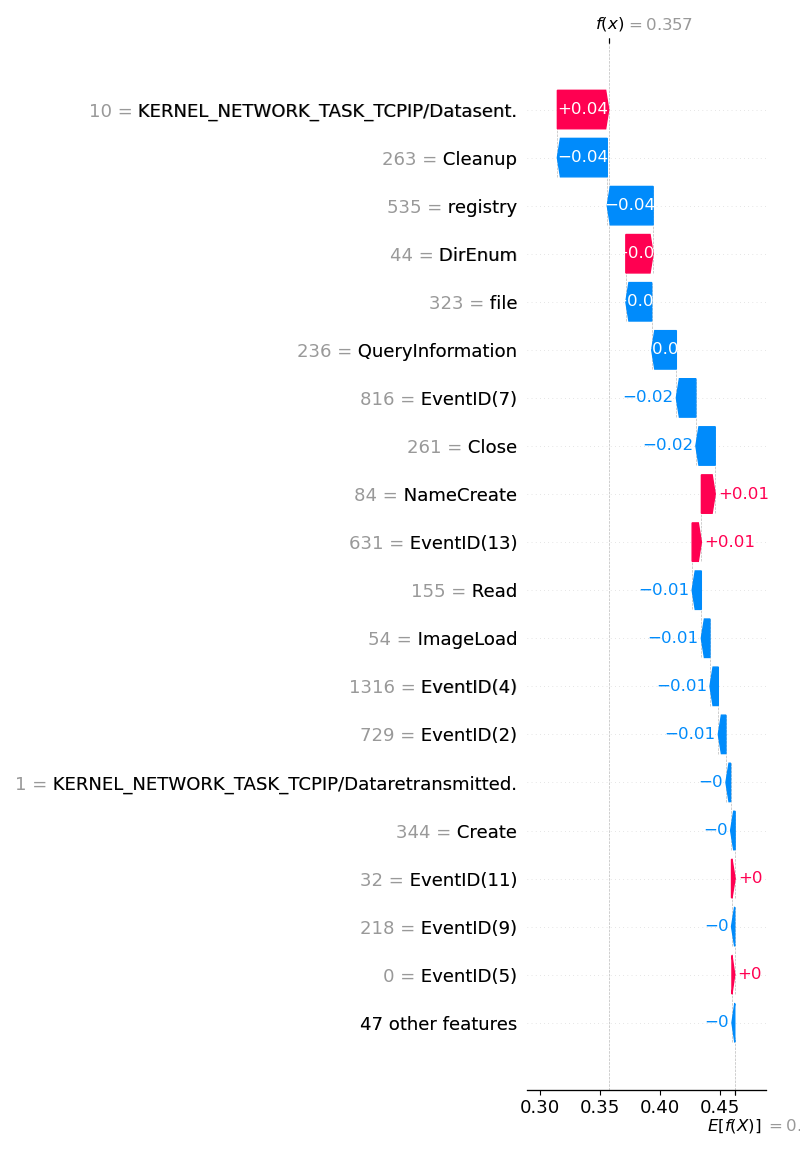 f(x) = 0.357
10 = KERNEL_NETWORK_TASK_TCPIP/Datasent.
+0.04
263 = Cleanup
−0.04
535 = registry
−0.04
44 = DirEnum
323 = file
236 = QueryInformation
816 = EventID(7)
−0.02
261 = Close
−0.02
84 = NameCreate
+0.01
631 = EventID(13)
+0.01
155 = Read
−0.01
54 = ImageLoad
−0.01
1316 = EventID(4)
−0.01
729 = EventID(2)
−0.01
1 = KERNEL_NETWORK_TASK_TCPIP/Dataretransmitted.
−0
344 = Create
−0
32 = EventID(11)
+0
218 = EventID(9)
−0
0 = EventID(5)
+0
47 other features
−0
0.30 0.35 0.40 0.45
E[f(X)] = 0.